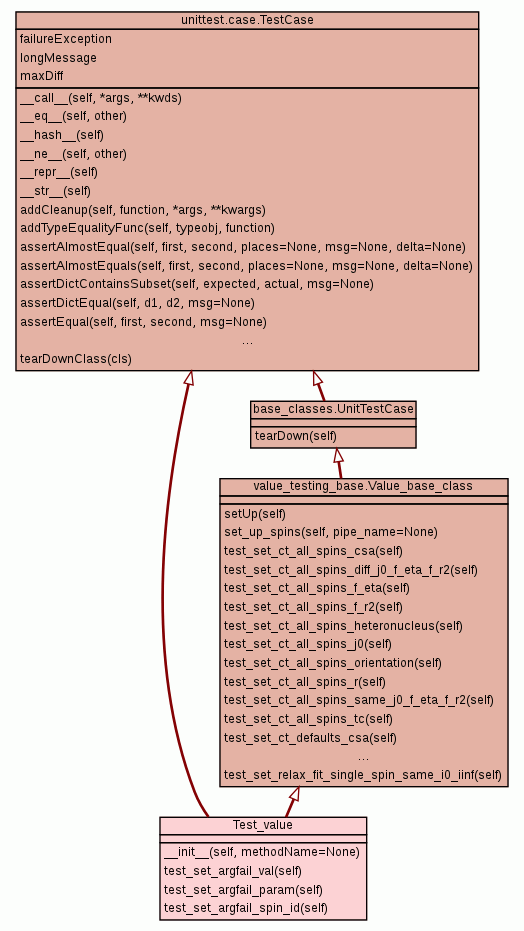 unittest.case.TestCase
failureException
longMessage
maxDiff
__call__(self, *args, **kwds)
__eq__(self, other)
__hash__(self)
__ne__(self, other)
__repr__(self)
__str__(self)
addCleanup(self, function, *args, **kwargs)
addTypeEqualityFunc(self, typeobj, function)
assertAlmostEqual(self, first, second, places=None, msg=None, delta=None)
assertAlmostEquals(self, first, second, places=None, msg=None, delta=None)
assertDictContainsSubset(self, expected, actual, msg=None)
assertDictEqual(self, d1, d2, msg=None)
assertEqual(self, first, second, msg=None)
...
tearDownClass(cls)
base_classes.UnitTestCase
tearDown(self)
value_testing_base.Value_base_class
setUp(self)
set_up_spins(self, pipe_name=None)
test_set_ct_all_spins_csa(self)
test_set_ct_all_spins_diff_j0_f_eta_f_r2(self)
test_set_ct_all_spins_f_eta(self)
test_set_ct_all_spins_f_r2(self)
test_set_ct_all_spins_heteronucleus(self)
test_set_ct_all_spins_j0(self)
test_set_ct_all_spins_orientation(self)
test_set_ct_all_spins_r(self)
test_set_ct_all_spins_same_j0_f_eta_f_r2(self)
test_set_ct_all_spins_tc(self)
test_set_ct_defaults_csa(self)
...
test_set_relax_fit_single_spin_same_i0_iinf(self)
Test_value
__init__(self, methodName=None)
test_set_argfail_val(self)
test_set_argfail_param(self)
test_set_argfail_spin_id(self)